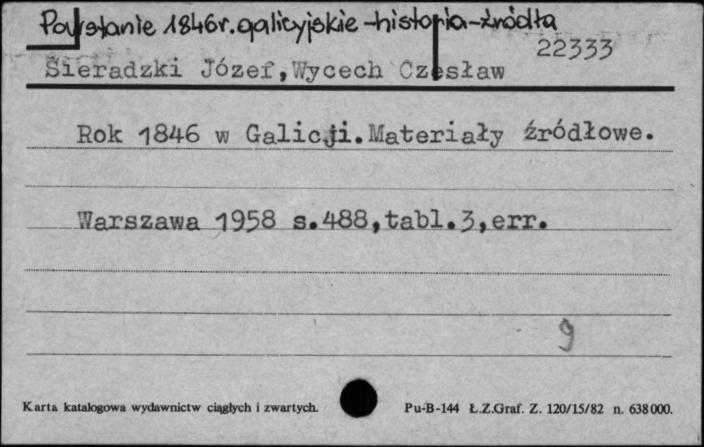 Powstanie 1846r. galicyjskie-historia-źródła
22333
Sieradzki Józef,Wycech Czesław
Rok 1846 w Galicji.Materiały źródłowe.
Warszawa 1958 s.488,tabl.3,err.
9
Karta katalogowa wydawnictw ciągłych i zwartych. Pu-B-144 Ł.Z.Graf. Z. 120/15/82 n. 638000.